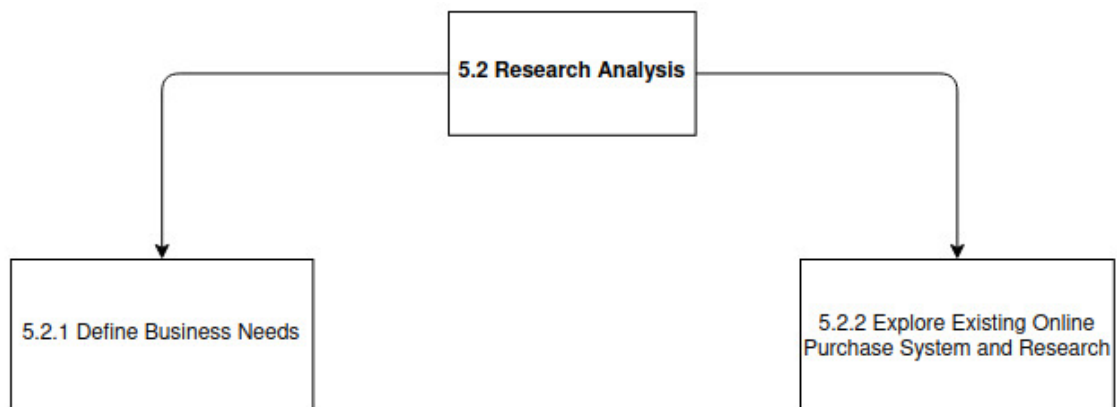 5.2 Research Analysis
5.2.1 Define Business Needs
5.2.2 Explore Existing Online
Purchase System and Research